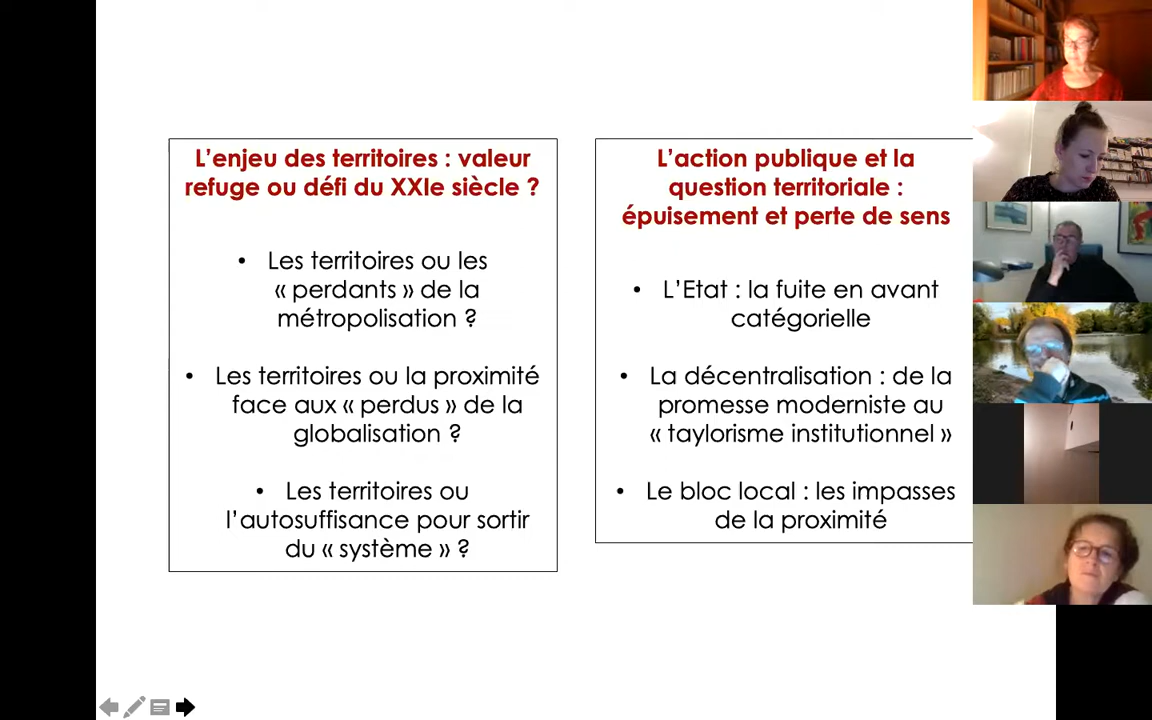 L'enjeu des territoires : valeur
refuge ou défi du XXIe siècle ?
• Les territoires ou les
« perdants » de la
métropolisation ?
• Les territoires ou la proximité
face aux « perdus » de la
globalisation ?
• Les territoires ou
l'autosuffisance pour sortir
du « système » ?
L'action publique et la
question territoriale :
épuisement et perte de sens
• L'Etat : la fuite en avant
catégorielle
• La décentralisation : de la
promesse moderniste au
« taylorisme institutionnel »
• Le bloc local : les impasses
de la proximité